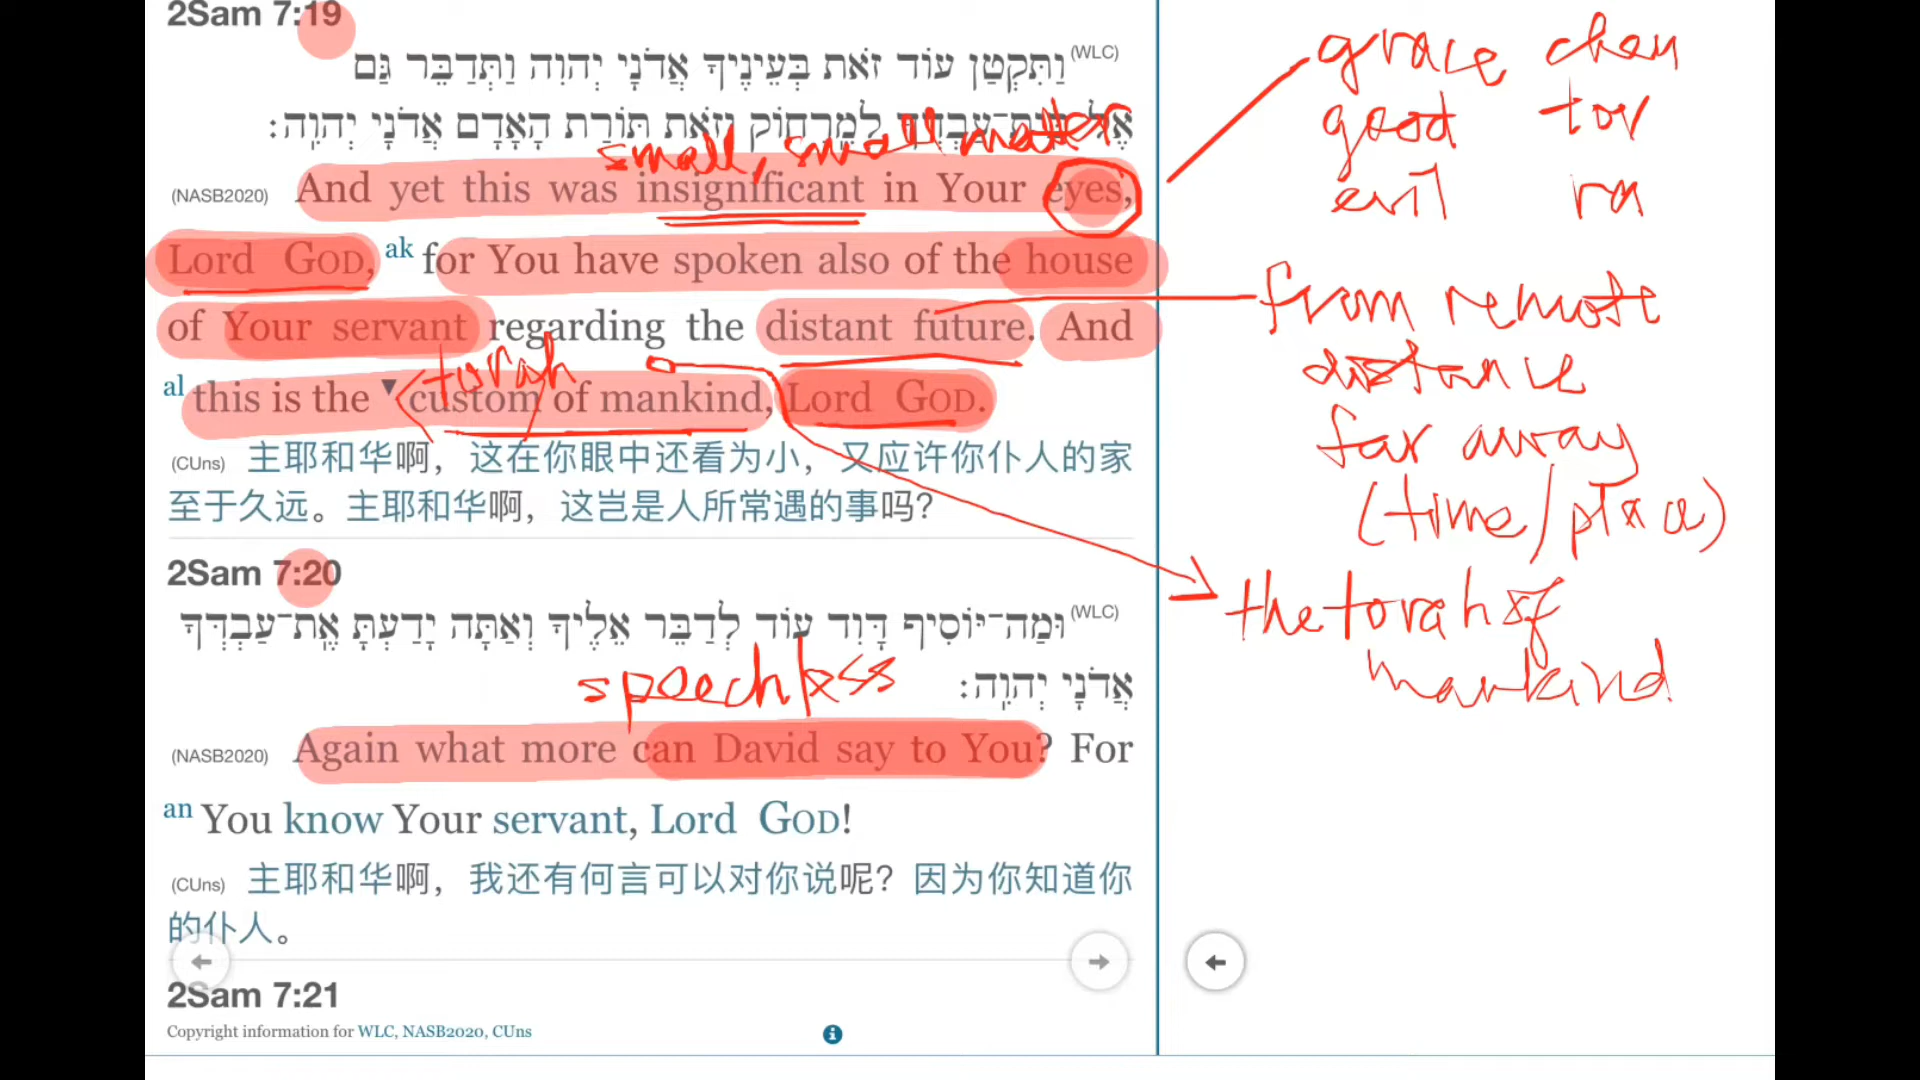 2Sam 7:19
(WLC) וַתִּקְטַן עוֹד זֹאת בְּעֵינֶיךָ אֲדֹנָי יְהוִה וַתְּדַבֵּר גַּם
אֶל־בֵּית־עַבְדְּךָ לְמֵרָחוֹק וְזֹאת תּוֹרַת הָאָדָם אֲדֹנָי יְהוִֽה׃
small, small matter
(NASB2020) And yet this was insignificant in Your eyes,
Lord GOD, ak for You have spoken also of the house
of Your servant regarding the distant future. And
torah
al this is the ▼ custom of mankind, Lord GOD.
(CUns) 主耶和华啊，这在你眼中还看为小，又应许你仆人的家
至于久远。主耶和华啊，这岂是人所常遇的事吗？
2Sam 7:20
(WLC) וּמַה־יּוֹסִיף דָּוִד עוֹד לְדַבֵּר אֵלֶיךָ וְאַתָּה יָדַעְתָּ אֶֽת־עַבְדְּךָ
אֲדֹנָי יְהוִֽה׃
speechless
(NASB2020) Again what more can David say to You? For
an You know Your servant, Lord GOD!
(CUns) 主耶和华啊，我还有何言可以对你说呢？因为你知道你
的仆人。
2Sam 7:21
Copyright information for WLC, NASB2020, CUns
grace chen
good tov
evil ra
from remote
distance
far away
(time/place)
the torah of
mankind